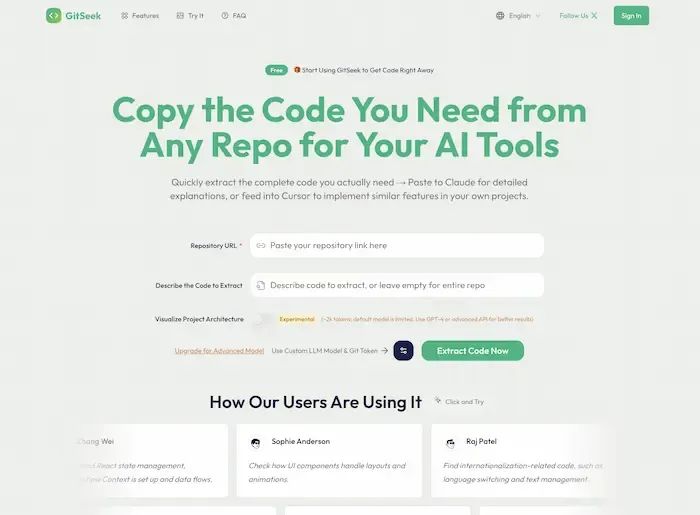 GitSeek
Features
Try It
FAQ
English
Follow Us X
Sign In
Free
Start Using GitSeek to Get Code Right Away
Copy the Code You Need from
Any Repo for Your AI Tools
Quickly extract the complete code you actually need → Paste to Claude for detailed
explanations, or feed into Cursor to implement similar features in your own projects.
Repository URL *
Paste your repository link here
Describe the Code to Extract
Describe code to extract, or leave empty for entire repo
Visualize Project Architecture
Experimental
(~2k tokens; default model is limited. Use GPT-4 or advanced API for better results)
Upgrade for Advanced Model
Use Custom LLM Model & Git Token →
Extract Code Now
How Our Users Are Using It
Click and Try
Wei
React state management,
Context is set up and data flows.
Sophie Anderson
Check how UI components handle layouts and
animations.
Raj Patel
Find internationalization-related code, such as
language switching and text management.